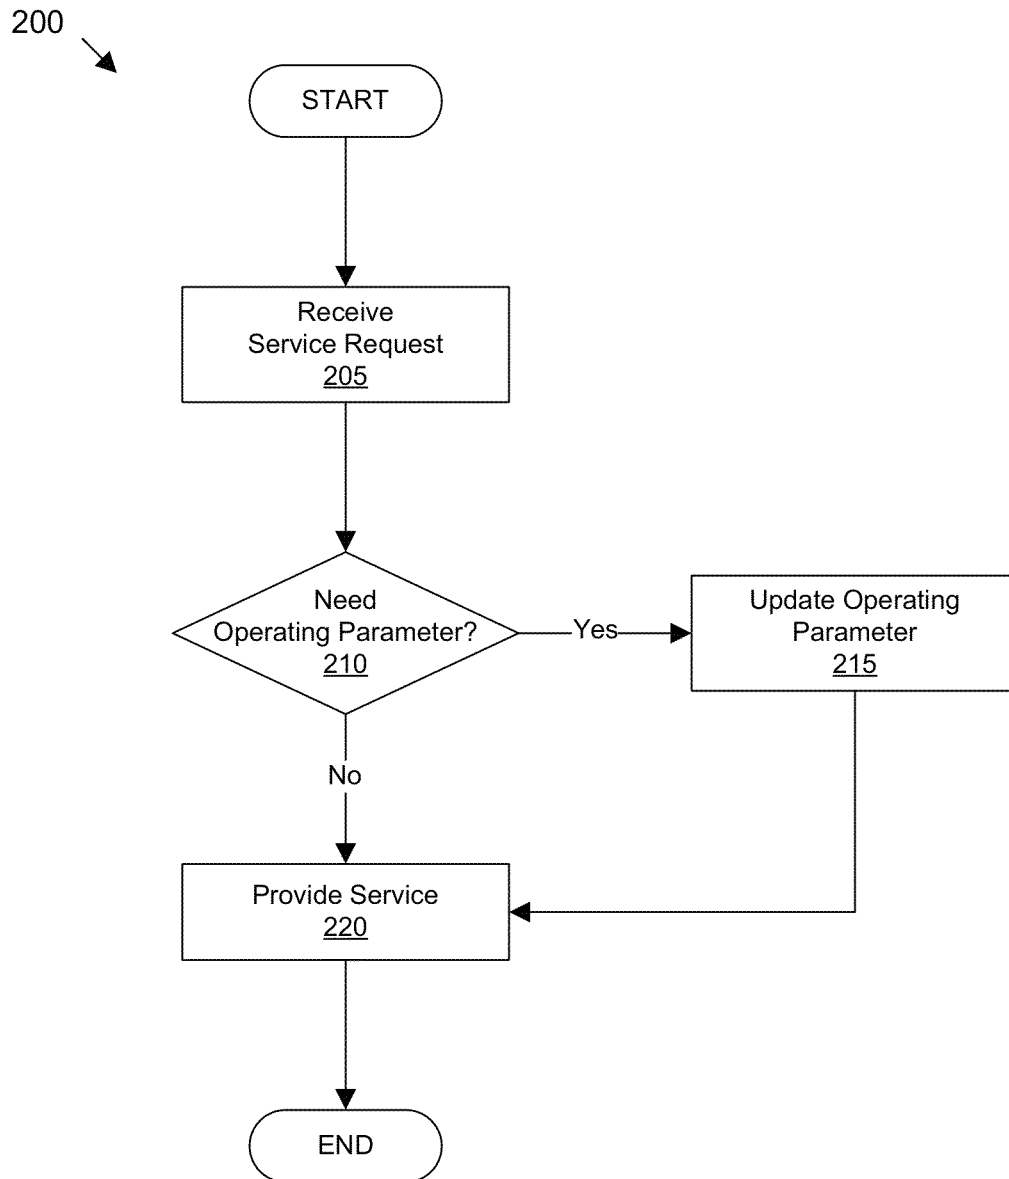 200
START
Receive
Service Request
205
Need
Operating Parameter?
210
Yes
Update Operating
Parameter
215
No
Provide Service
220
END